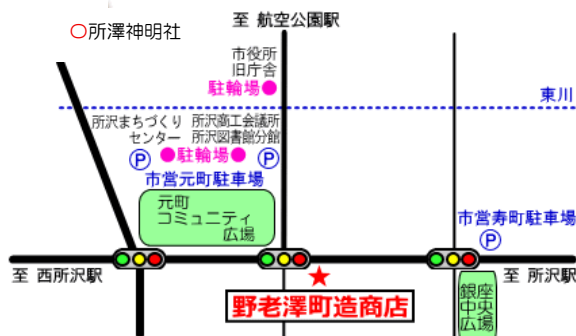 至 航空公園駅
〇所澤神明社
市役所
旧庁舎
駐輪場●
東川
所沢まちづくり
センター
所沢商工会議所
所沢図書館分館
P
●駐輪場●
P
市営元町駐車場
元町
コミュニティ
広場
市営寿町駐車場
P
至 西所沢駅
至 所沢駅
★
野老澤町造商店
銀座
中央
広場